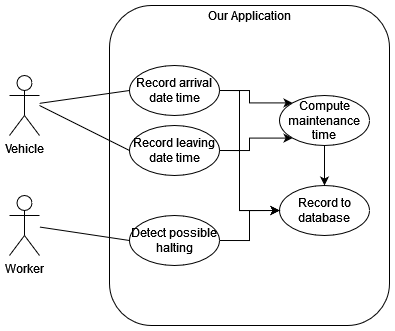 Our Application
Record arrival
date time
Compute
maintenance
time
Vehicle
Record leaving
date time
Record to
database
Detect possible
halting
Worker